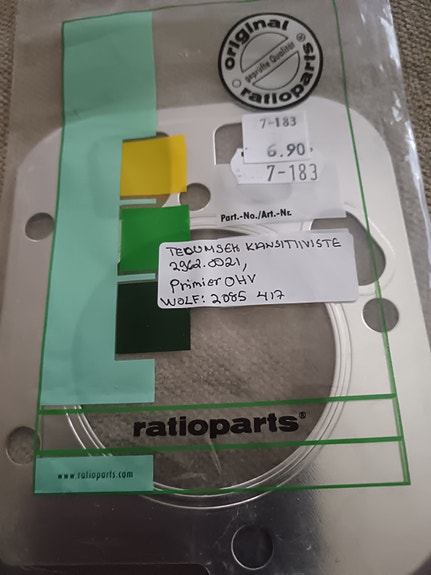 original
geprüfte Qualität
ratioparts
7-183
6.90
7-183
Part.-No./Art.-Nr.
TECUMSEH KANSITIIVISTE
2962.0021,
Primier OHV
WOLF: 2085 417
ratioparts®
www.ratioparts.com